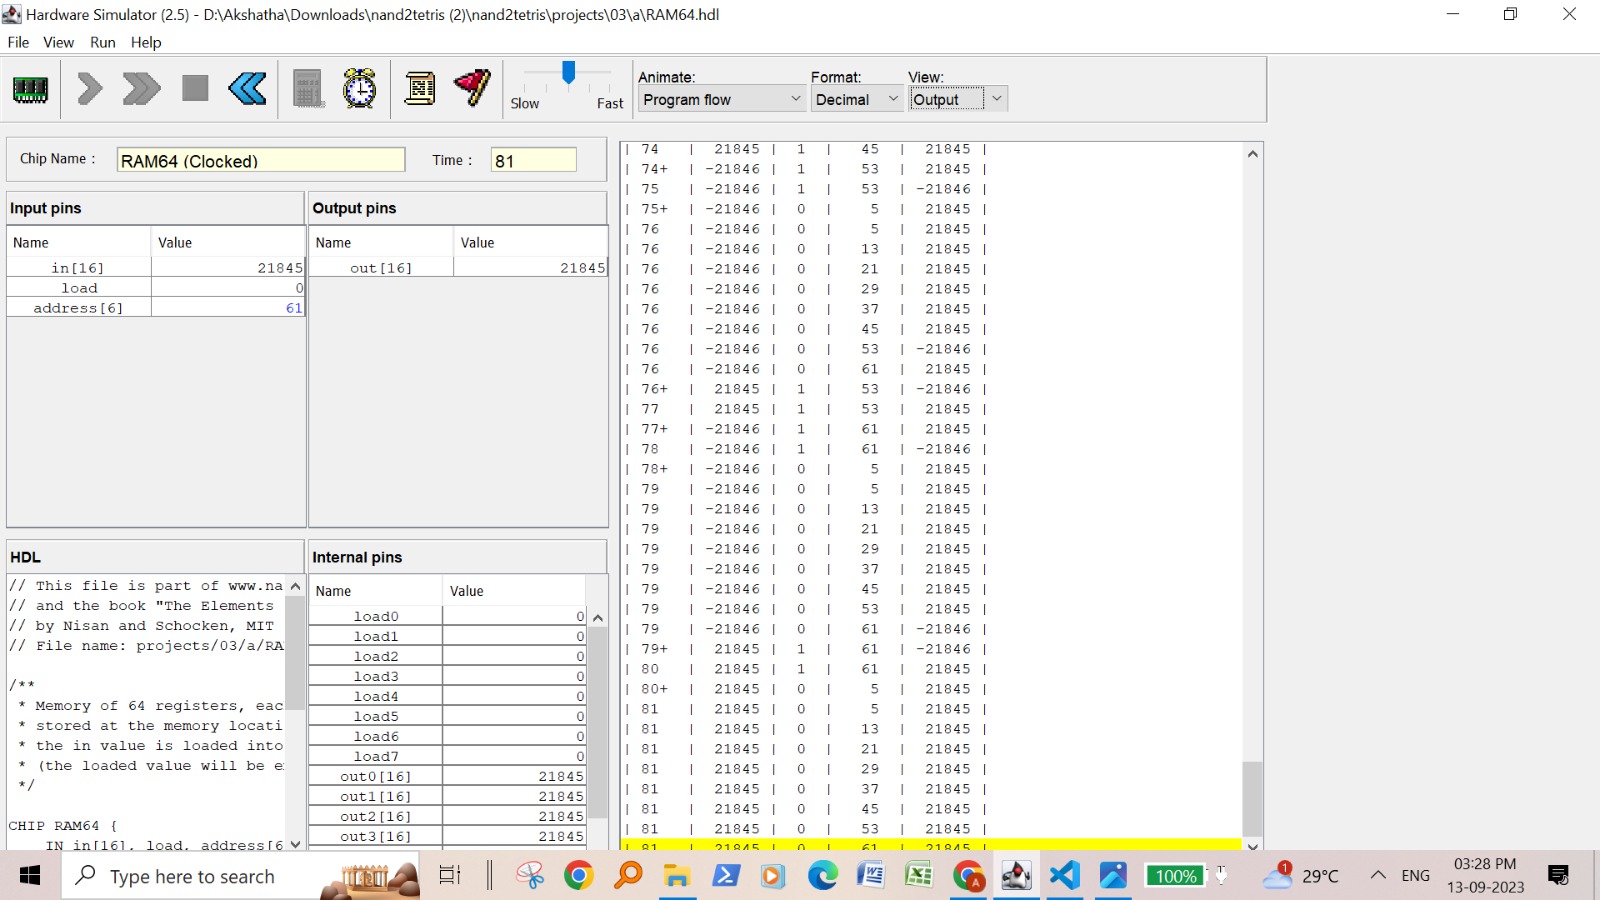 Hardware Simulator (2.5) - D:\Akshatha\Downloads\nand2tetris (2)\nand2tetris\projects\03\a\RAM64.hdl
File View Run Help
Slow Fast
Animate: Format: View:
Program flow Decimal Output
Chip Name : RAM64 (Clocked) Time : 81
Input pins
Name Value
in[16] 21845
load 0
address[6] 61
Output pins
Name Value
out[16] 21845
HDL
// This file is part of www.na
// and the book "The Elements
// by Nisan and Schocken, MIT
// File name: projects/03/a/RA
/**
* Memory of 64 registers, eac
* stored at the memory locati
* the in value is loaded into
* (the loaded value will be e
*/
CHIP RAM64 {
IN in[16], load, address[6
Internal pins
Name Value
load0 0
load1 0
load2 0
load3 0
load4 0
load5 0
load6 0
load7 0
out0[16] 21845
out1[16] 21845
out2[16] 21845
out3[16] 21845
| 74 | 21845 | 1 | 45 | 21845 |
| 74+ | -21846 | 1 | 53 | 21845 |
| 75 | -21846 | 1 | 53 | -21846 |
| 75+ | -21846 | 0 | 5 | 21845 |
| 76 | -21846 | 0 | 5 | 21845 |
| 76 | -21846 | 0 | 13 | 21845 |
| 76 | -21846 | 0 | 21 | 21845 |
| 76 | -21846 | 0 | 29 | 21845 |
| 76 | -21846 | 0 | 37 | 21845 |
| 76 | -21846 | 0 | 45 | 21845 |
| 76 | -21846 | 0 | 53 | -21846 |
| 76 | -21846 | 0 | 61 | 21845 |
| 76+ | 21845 | 1 | 53 | -21846 |
| 77 | 21845 | 1 | 53 | 21845 |
| 77+ | -21846 | 1 | 61 | 21845 |
| 78 | -21846 | 1 | 61 | -21846 |
| 78+ | -21846 | 0 | 5 | 21845 |
| 79 | -21846 | 0 | 5 | 21845 |
| 79 | -21846 | 0 | 13 | 21845 |
| 79 | -21846 | 0 | 21 | 21845 |
| 79 | -21846 | 0 | 29 | 21845 |
| 79 | -21846 | 0 | 37 | 21845 |
| 79 | -21846 | 0 | 45 | 21845 |
| 79 | -21846 | 0 | 53 | 21845 |
| 79 | -21846 | 0 | 61 | -21846 |
| 79+ | 21845 | 1 | 61 | -21846 |
| 80 | 21845 | 1 | 61 | 21845 |
| 80+ | 21845 | 0 | 5 | 21845 |
| 81 | 21845 | 0 | 5 | 21845 |
| 81 | 21845 | 0 | 13 | 21845 |
| 81 | 21845 | 0 | 21 | 21845 |
| 81 | 21845 | 0 | 29 | 21845 |
| 81 | 21845 | 0 | 37 | 21845 |
| 81 | 21845 | 0 | 45 | 21845 |
| 81 | 21845 | 0 | 53 | 21845 |
| 81 | 21845 | 0 | 61 | 21845 |
Type here to search
A
100%
1
29°C
ENG
03:28 PM
13-09-2023